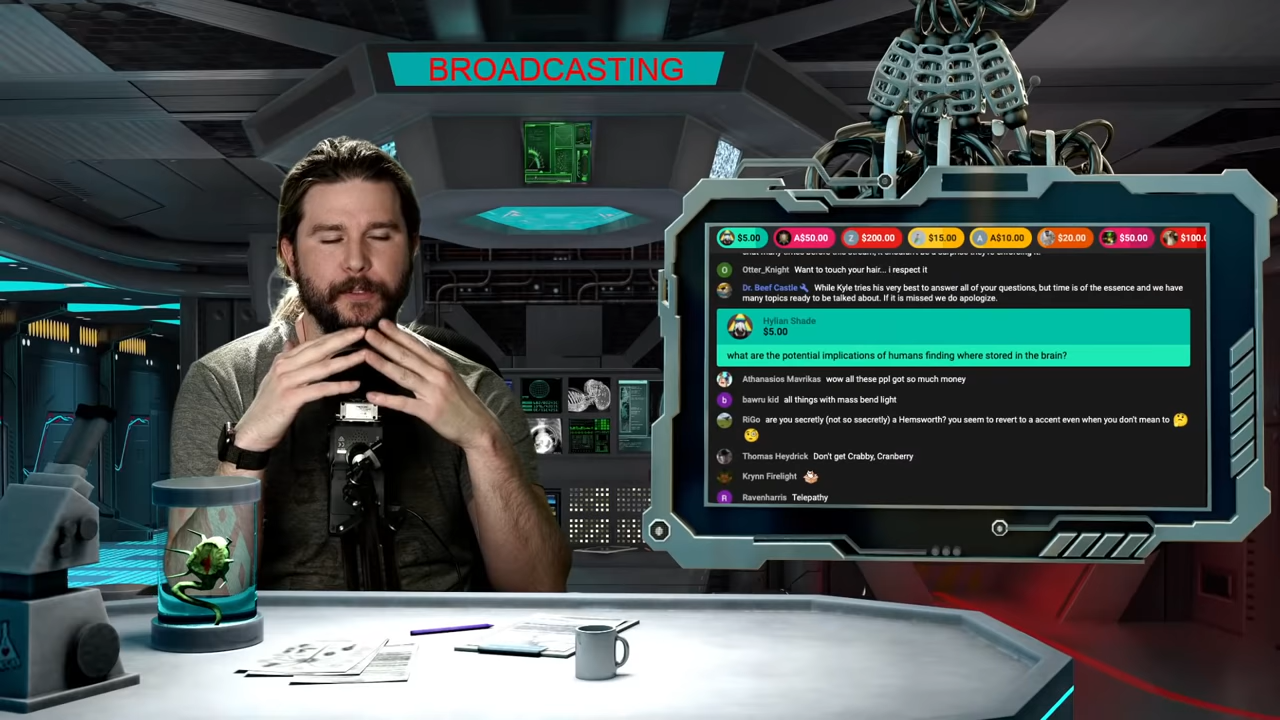 BROADCASTING
$5.00
A$50.00
Z $200.00
$15.00
A A$10.00
$20.00
$50.00
$100.0
O Otter_Knight Want to touch your hair... i respect it
Dr. Beef Castle While Kyle tries his very best to answer all of your questions, but time is of the essence and we have
many topics ready to be talked about. If it is missed we do apologize.
Hylian Shade
$5.00
what are the potential implications of humans finding where stored in the brain?
Athanasios Mavrikas wow all these ppl got so much money
b bawru kid all things with mass bend light
RiGo are you secretly (not so ssecretly) a Hemsworth? you seem to revert to a accent even when you don't mean to 🤔
🧐
Thomas Heydrick Don't get Crabby, Cranberry
Krynn Firelight
R Ravenharris Telepathy